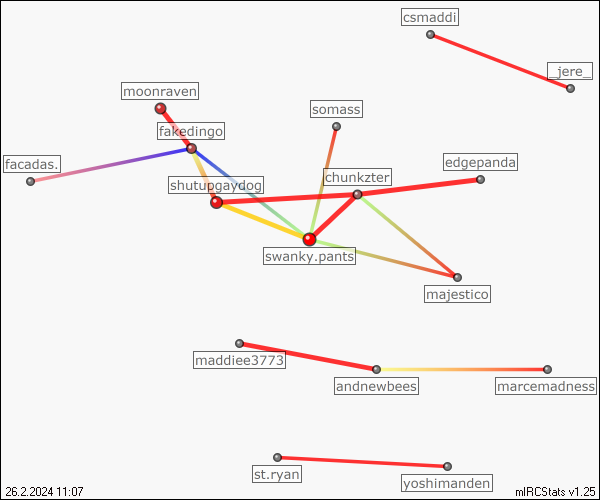 csmaddi
_jere_
moonraven
somass
fakedingo
facadas.
edgepanda
chunkzter
shutupgaydog
swanky.pants
majestico
maddiee3773
andnewbees
marcemadness
st.ryan
yoshimanden
26.2.2024 11:07
mIRCStats v1.25